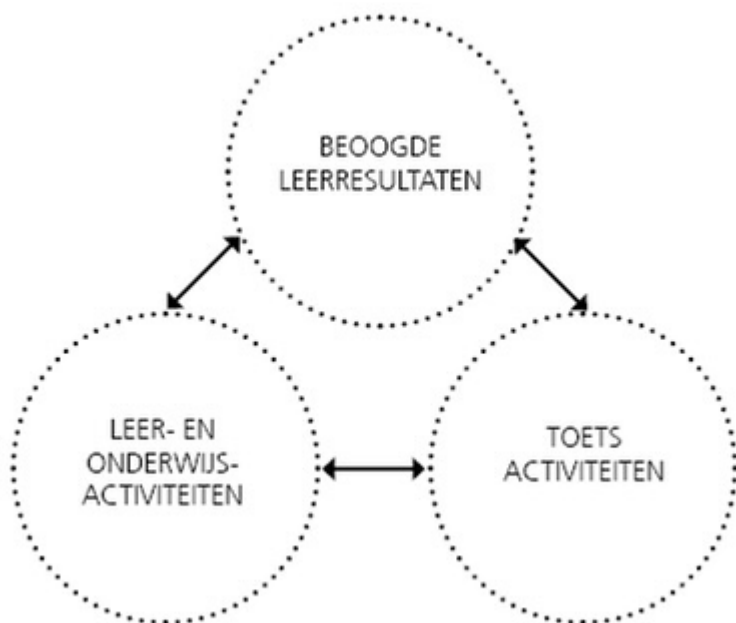 BEOOGDE
LEERRESULTATEN
LEER- EN
ONDERWIJS-
ACTIVITEITEN
TOETS
ACTIVITEITEN